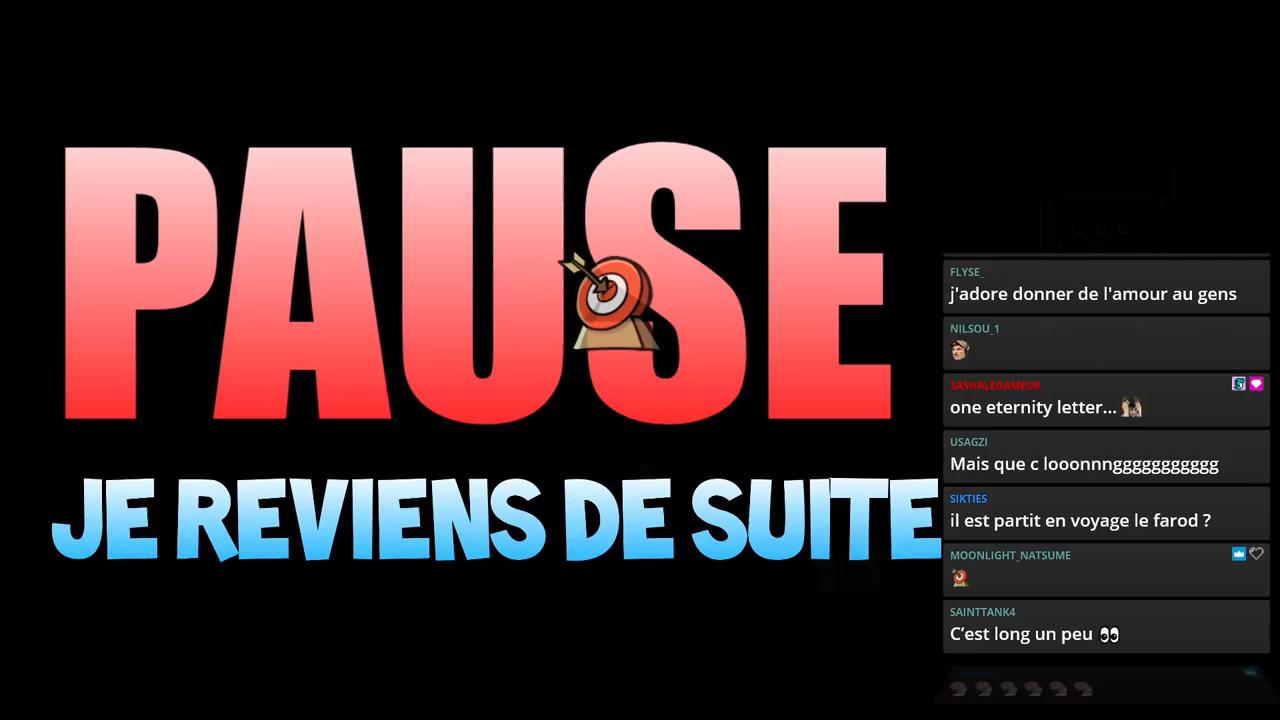 PAUSE
JE REVIENS DE SUITE
FLYSE_
j'adore donner de l'amour au gens
NILSOU_1
SASHALEGAMEUR
one eternity letter...
USAGZI
Mais que c looonnnggggggggggg
SIKTIES
il est partit en voyage le farod ?
MOONLIGHT_NATSUME
SAINTTANK4
C'est long un peu 👀